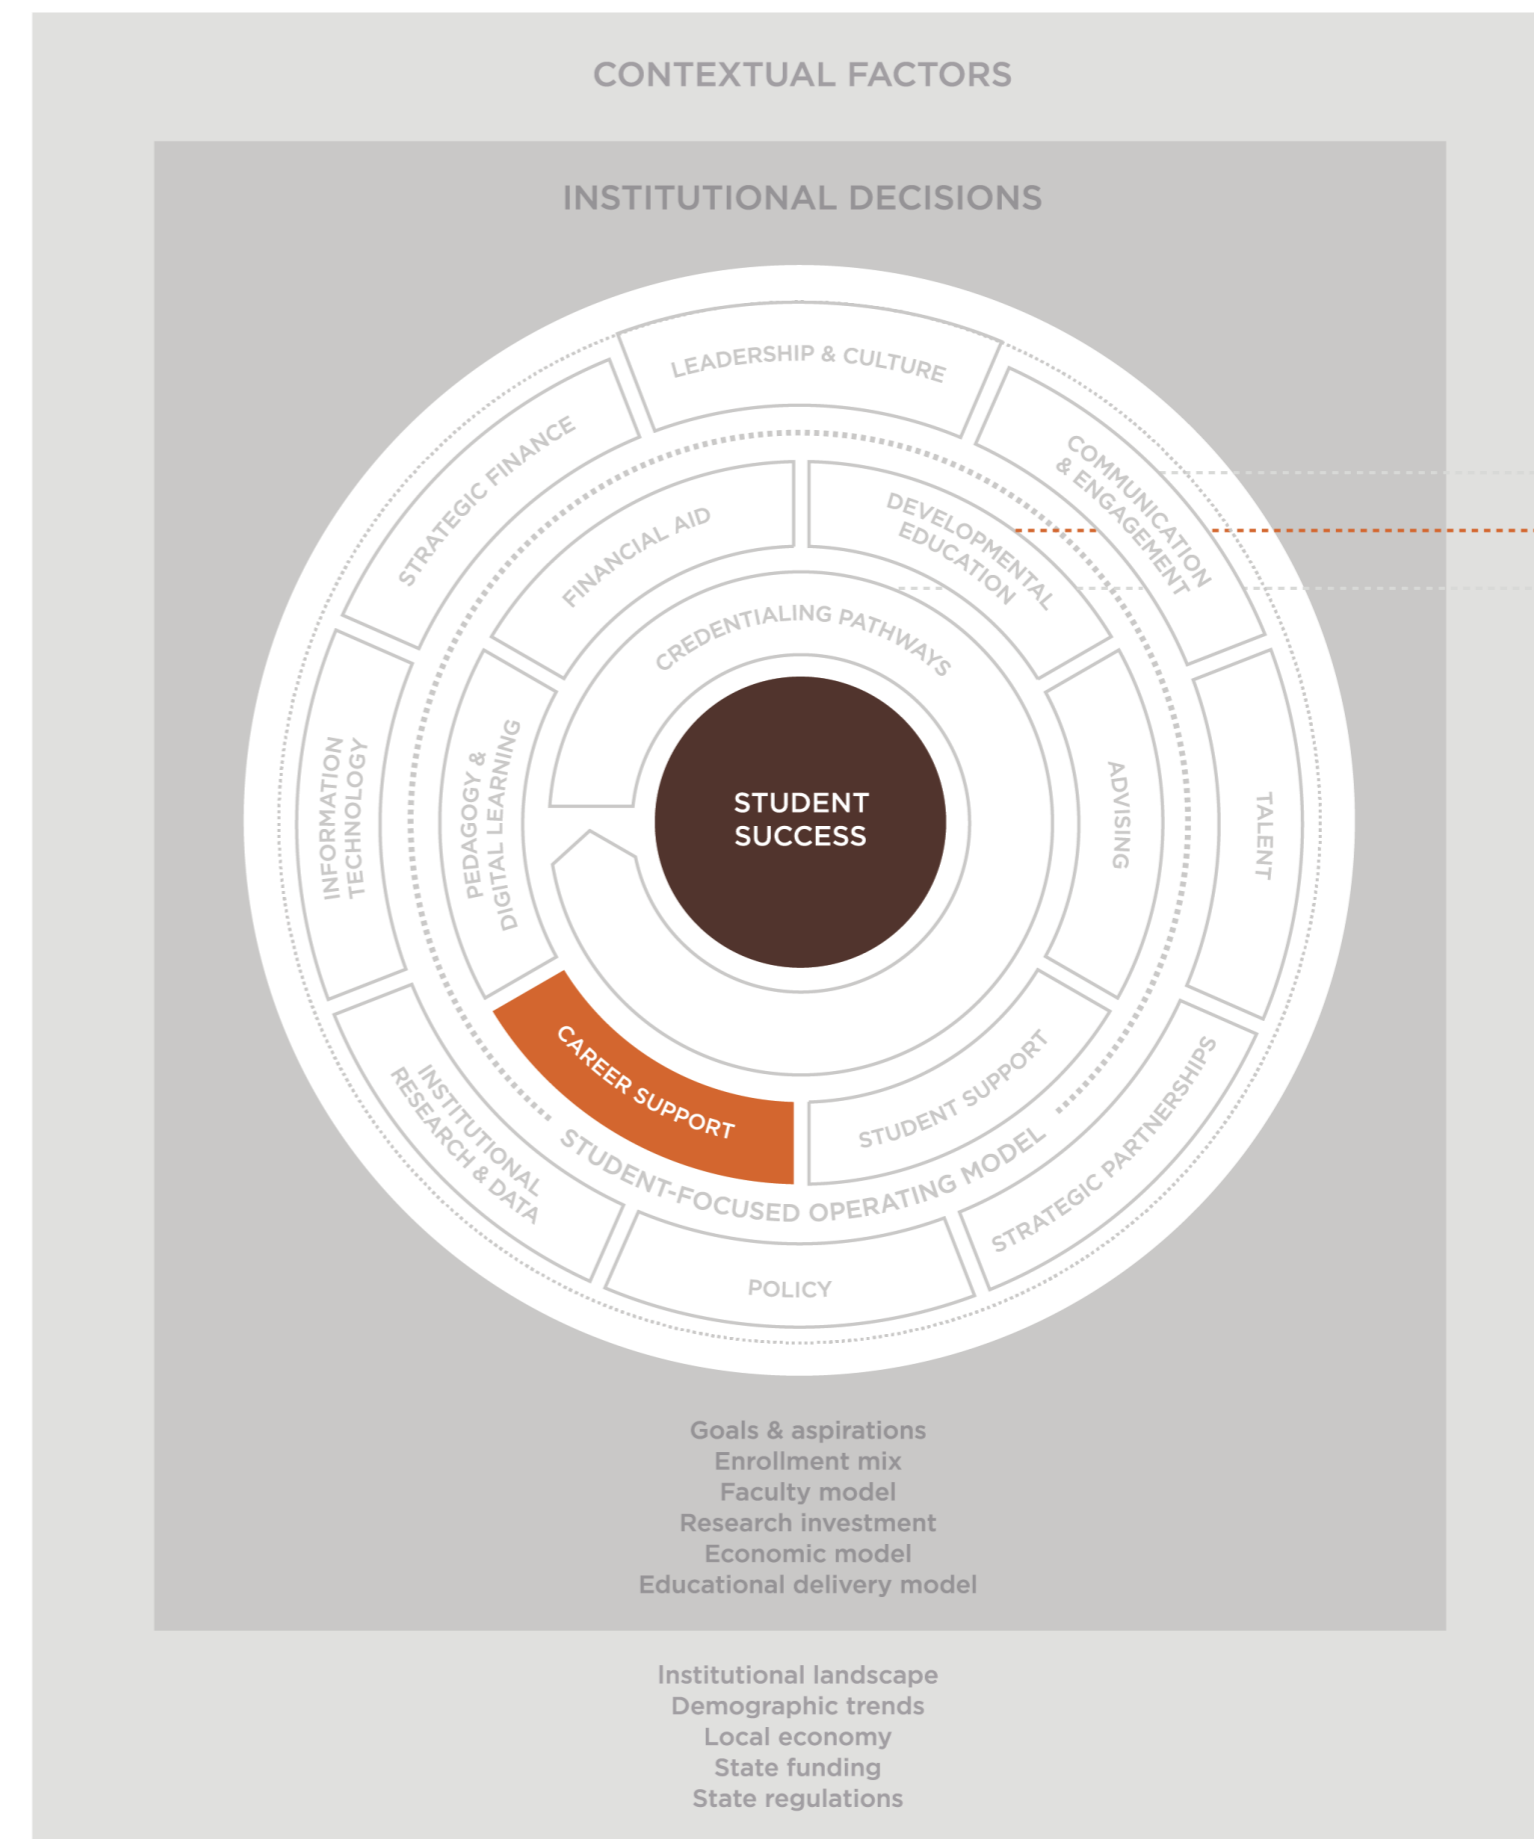 CONTEXTUAL FACTORS
INSTITUTIONAL DECISIONS
LEADERSHIP & CULTURE
STRATEGIC FINANCE
COMMUNICATION
& ENGAGEMENT
FINANCIAL AID
DEVELOPMENTAL
EDUCATION
CREDENTIALING PATHWAYS
INFORMATION
TECHNOLOGY
PEDAGOGY &
DIGITAL LEARNING
STUDENT
SUCCESS
ADVISING
TALENT
CAREER SUPPORT
STUDENT SUPPORT
INSTITUTIONAL
RESEARCH & DATA
STUDENT-FOCUSED OPERATING MODEL
STRATEGIC PARTNERSHIPS
POLICY
Goals & aspirations
Enrollment mix
Faculty model
Research investment
Economic model
Educational delivery model
Institutional landscape
Demographic trends
Local economy
State funding
State regulations